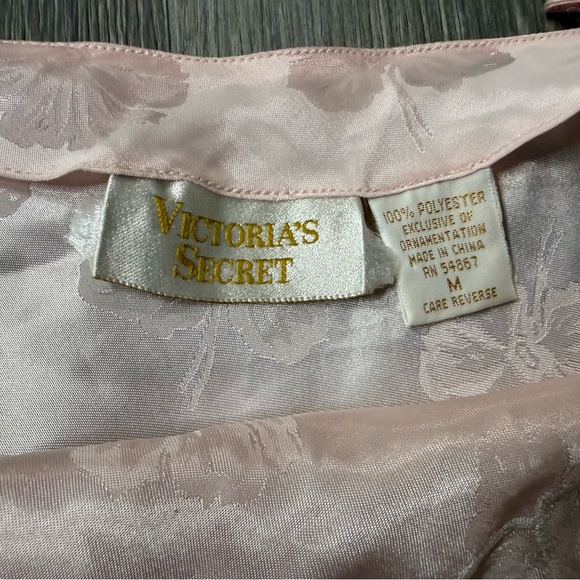 VICTORIA'S
SECRET
100% POLYESTER
EXCLUSIVE OF
ORNAMENTATION
MADE IN CHINA
RN 54867
M
CARE REVERSE